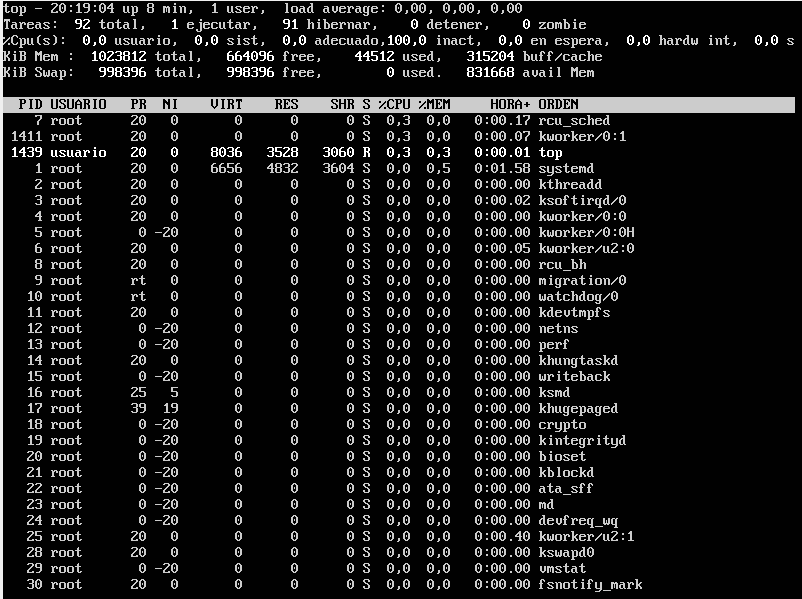 top - 20:19:04 up 8 min,  1 user,  load average: 0,00, 0,00, 0,00
Tareas:  92 total,   1 ejecutar,  91 hibernar,   0 detener,   0 zombie
%Cpu(s):  0,0 usuario,  0,0 sist,  0,0 adecuado,100,0 inact,  0,0 en espera,  0,0 hardw int,  0,0 s
KiB Mem :  1023812 total,   664096 free,    44512 used,   315204 buff/cache
KiB Swap:   998396 total,   998396 free,        0 used.   831668 avail Mem
PID USUARIO   PR  NI    VIRT    RES    SHR S %CPU %MEM     HORA+ ORDEN
7 root      20   0       0      0      0 S  0,3  0,0   0:00.17 rcu_sched
1411 root      20   0       0      0      0 S  0,3  0,0   0:00.07 kworker/0:1
1439 usuario   20   0    8036   3528   3060 R  0,3  0,3   0:00.01 top
1 root      20   0    6656   4832   3604 S  0,0  0,5   0:01.58 systemd
2 root      20   0       0      0      0 S  0,0  0,0   0:00.00 kthreadd
3 root      20   0       0      0      0 S  0,0  0,0   0:00.02 ksoftirqd/0
4 root      20   0       0      0      0 S  0,0  0,0   0:00.00 kworker/0:0
5 root       0 -20       0      0      0 S  0,0  0,0   0:00.00 kworker/0:0H
6 root      20   0       0      0      0 S  0,0  0,0   0:00.05 kworker/u2:0
8 root      20   0       0      0      0 S  0,0  0,0   0:00.00 rcu_bh
9 root      rt   0       0      0      0 S  0,0  0,0   0:00.00 migration/0
10 root      rt   0       0      0      0 S  0,0  0,0   0:00.00 watchdog/0
11 root      20   0       0      0      0 S  0,0  0,0   0:00.00 kdevtmpfs
12 root       0 -20       0      0      0 S  0,0  0,0   0:00.00 netns
13 root       0 -20       0      0      0 S  0,0  0,0   0:00.00 perf
14 root      20   0       0      0      0 S  0,0  0,0   0:00.00 khungtaskd
15 root       0 -20       0      0      0 S  0,0  0,0   0:00.00 writeback
16 root      25   5       0      0      0 S  0,0  0,0   0:00.00 ksmd
17 root      39  19       0      0      0 S  0,0  0,0   0:00.00 khugepaged
18 root       0 -20       0      0      0 S  0,0  0,0   0:00.00 crypto
19 root       0 -20       0      0      0 S  0,0  0,0   0:00.00 kintegrityd
20 root       0 -20       0      0      0 S  0,0  0,0   0:00.00 bioset
21 root       0 -20       0      0      0 S  0,0  0,0   0:00.00 kblockd
22 root       0 -20       0      0      0 S  0,0  0,0   0:00.00 ata_sff
23 root       0 -20       0      0      0 S  0,0  0,0   0:00.00 md
24 root       0 -20       0      0      0 S  0,0  0,0   0:00.00 devfreq_wq
25 root      20   0       0      0      0 S  0,0  0,0   0:00.40 kworker/u2:1
28 root      20   0       0      0      0 S  0,0  0,0   0:00.00 kswapd0
29 root       0 -20       0      0      0 S  0,0  0,0   0:00.00 vmstat
30 root      20   0       0      0      0 S  0,0  0,0   0:00.00 fsnotify_mark